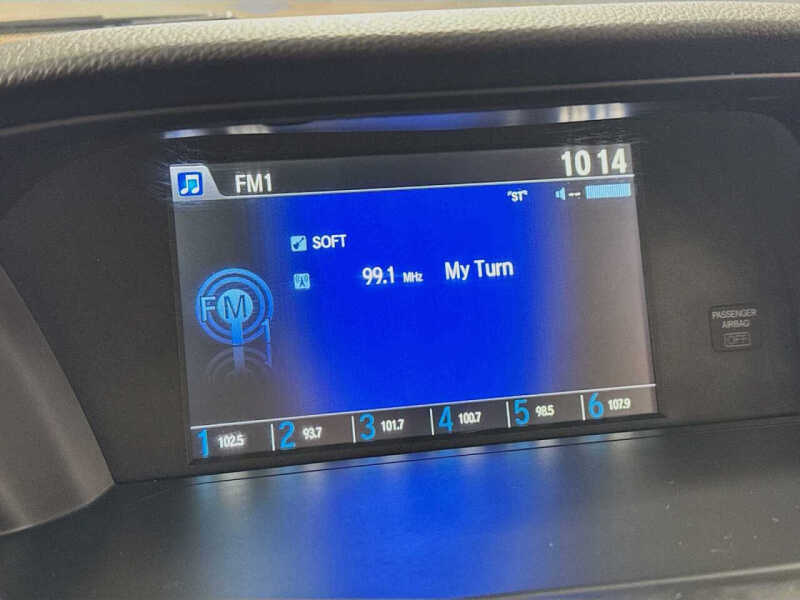 10 14
FM1
"ST"
SOFT
99.1 MHz My Turn
FM
1
PASSENGER
AIRBAG
OFF
1 102.5 2 93.7 3 101.7 4 100.7 5 98.5 6 107.9